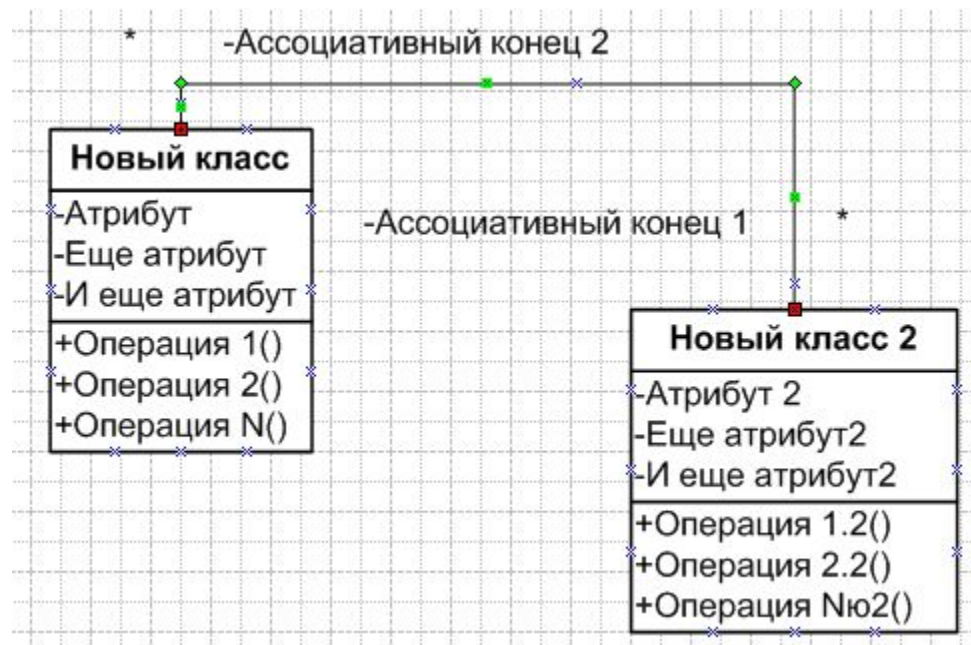 * -Ассоциативный конец 2
Новый класс
-Атрибут
-Еще атрибут
-И еще атрибут
+Операция 1()
+Операция 2()
+Операция N()
-Ассоциативный конец 1 *
Новый класс 2
-Атрибут 2
-Еще атрибут2
-И еще атрибут2
+Операция 1.2()
+Операция 2.2()
+Операция Nю2()